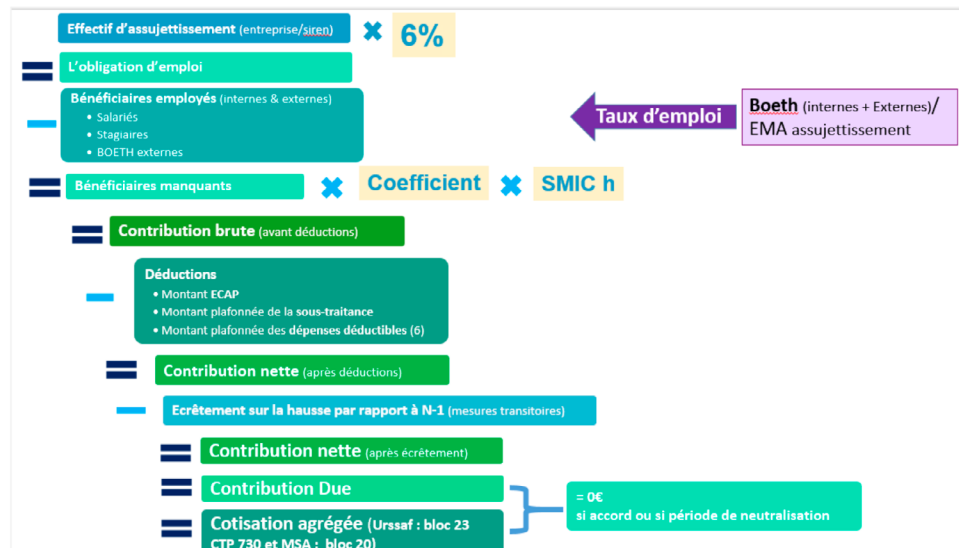 Effectif d'assujettissement (entreprise/siren) ✖ 6%
= L'obligation d'emploi
Bénéficiaires employés (internes & externes)
• Salariés
• Stagiaires
• BOETH externes
Taux d'emploi
Boeth (internes + Externes)/
EMA assujettissement
= Bénéficiaires manquants ✖ Coefficient ✖ SMIC h
= Contribution brute (avant déductions)
Déductions
• Montant ECAP
• Montant plafonnée de la sous-traitance
• Montant plafonnée des dépenses déductibles (6)
= Contribution nette (après déductions)
— Ecrêtement sur la hausse par rapport à N-1 (mesures transitoires)
= Contribution nette (après écrêtement)
= Contribution Due
= Cotisation agrégée (Urssaf : bloc 23
CTP 730 et MSA : bloc 20)
= 0€
si accord ou si période de neutralisation